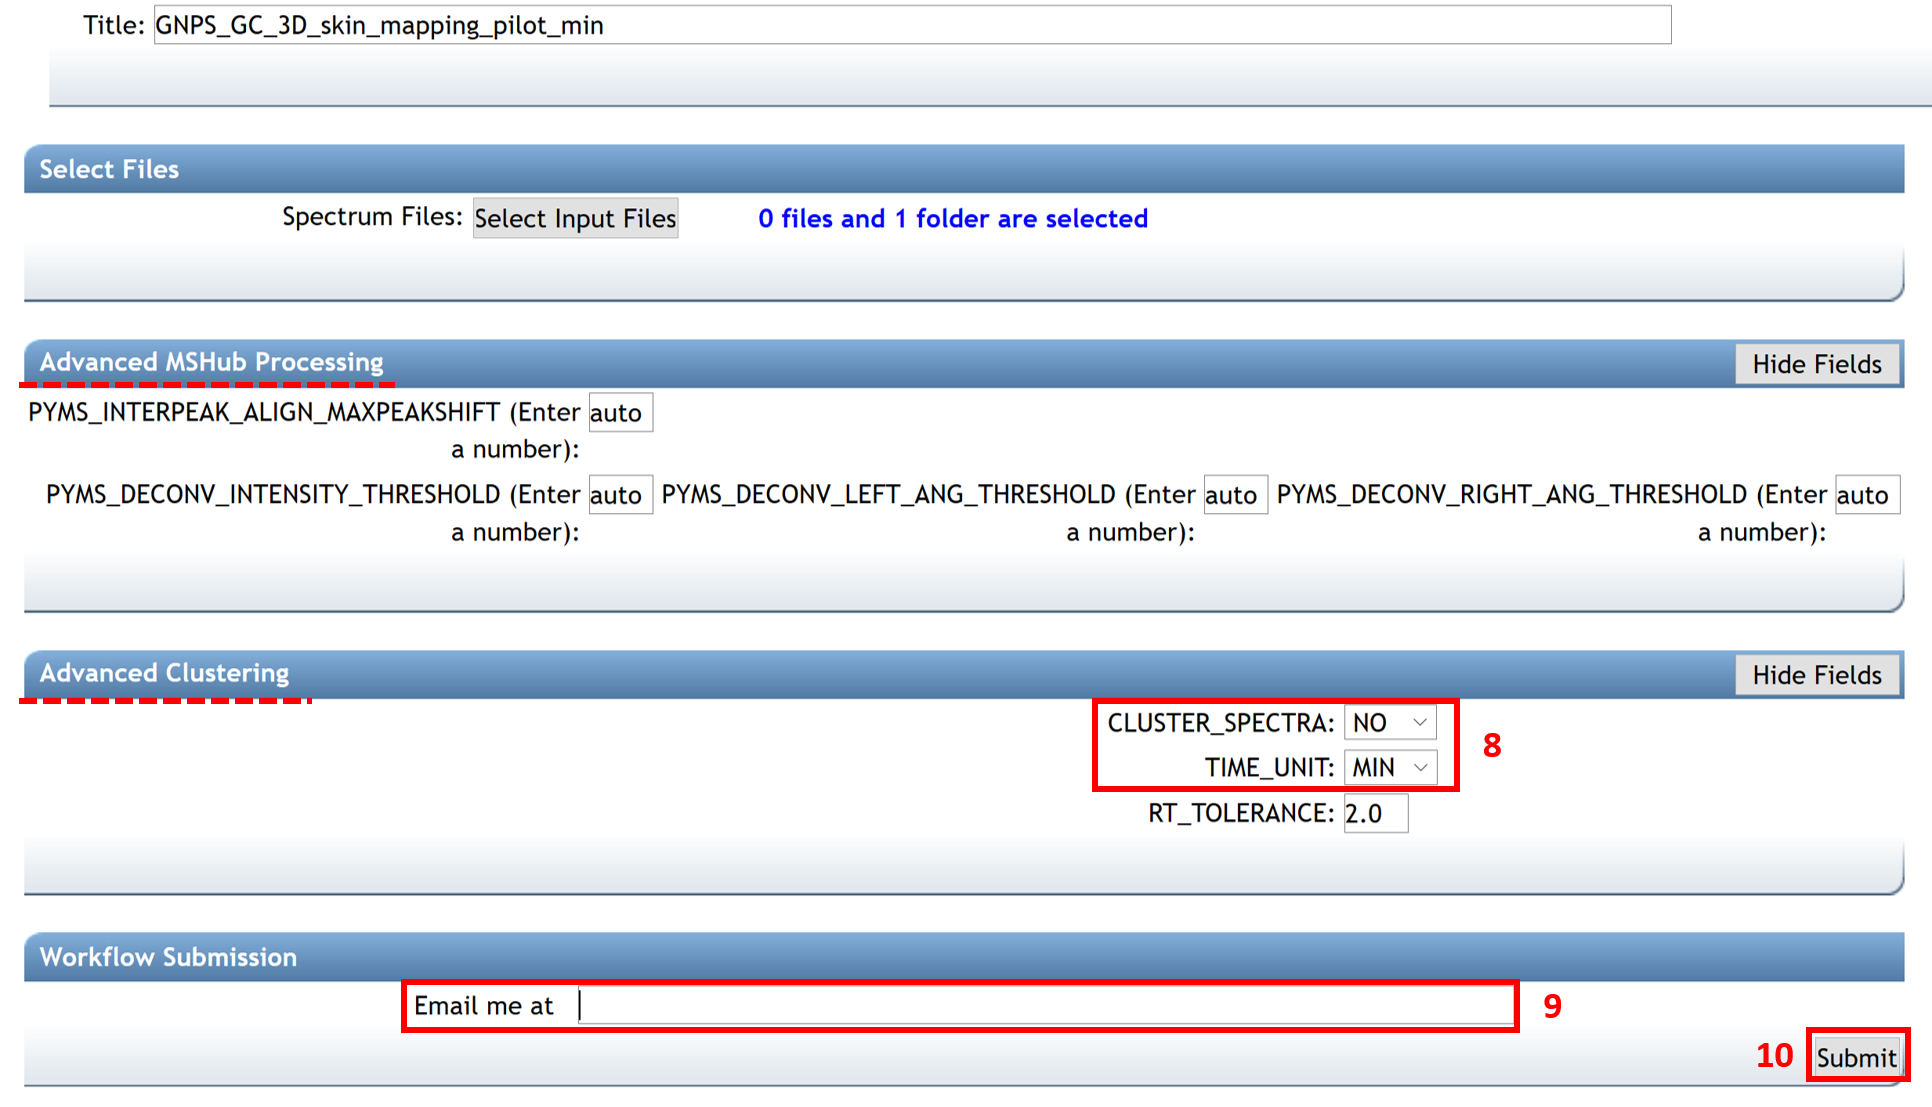 Title: GNPS_GC_3D_skin_mapping_pilot_min
Select Files
Spectrum Files: Select Input Files 0 files and 1 folder are selected
Advanced MSHub Processing Hide Fields
PYMS_INTERPEAK_ALIGN_MAXPEAKSHIFT (Enter auto
a number):
PYMS_DECONV_INTENSITY_THRESHOLD (Enter auto PYMS_DECONV_LEFT_ANG_THRESHOLD (Enter auto PYMS_DECONV_RIGHT_ANG_THRESHOLD (Enter auto
a number): a number): a number):
Advanced Clustering Hide Fields
CLUSTER_SPECTRA: NO
8
TIME_UNIT: MIN
RT_TOLERANCE: 2.0
Workflow Submission
Email me at 9
10 Submit